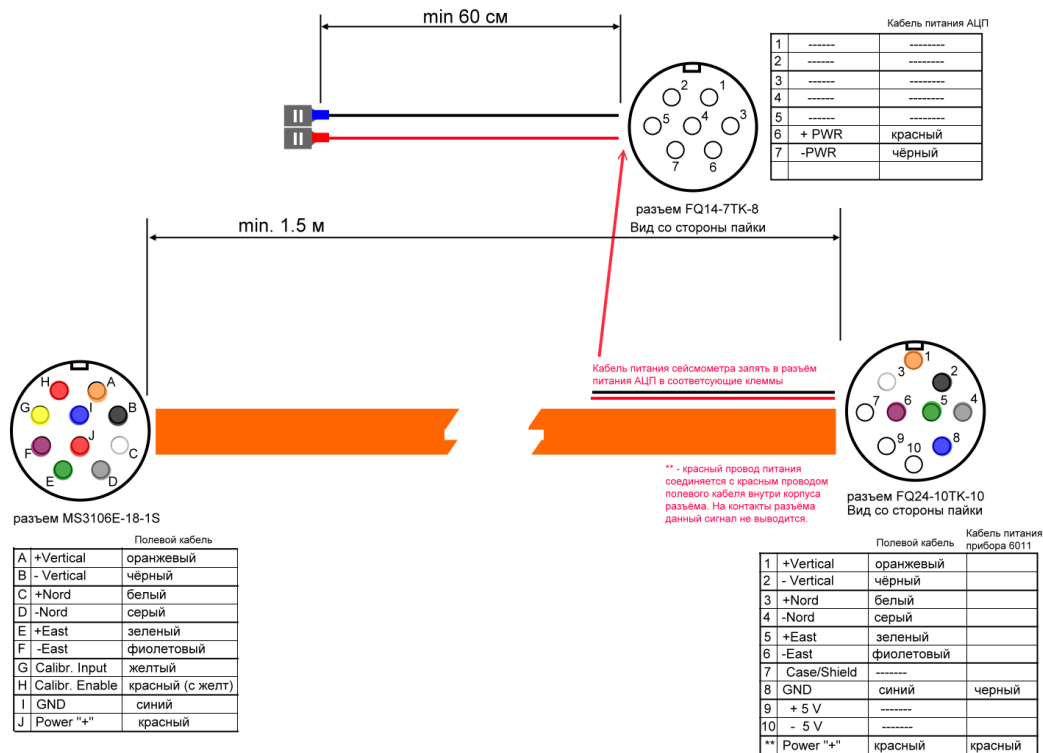 min 60 см
Кабель питания АЦП
1 ------ --------
2 ------ --------
3 ------ --------
4 ------ --------
5 ------ --------
6 + PWR красный
7 -PWR чёрный
2 1
5 4 3
7 6
разъем FQ14-7TK-8
Вид со стороны пайки
min. 1.5 м
Кабель питания сейсмометра запять в разъём
питания АЦП в соответсующие клеммы
H A
G I B
J
F C
E D
1
3 2
7 6 5 4
9 8
10
** - красный провод питания
соединяется с красным проводом
полевого кабеля внутри корпуса
разъёма. На контакты разъёма
данный сигнал не выводится.
разъем MS3106E-18-1S
разъем FQ24-10TK-10
Вид со стороны пайки
Полевой кабель
A +Vertical оранжевый
B - Vertical чёрный
C +Nord белый
D -Nord серый
E +East зеленый
F -East фиолетовый
G Calibr. Input желтый
H Calibr. Enable красный (с желт)
I GND синий
J Power "+" красный
Полевой кабель
Кабель питания
прибора 6011
1 +Vertical оранжевый
2 - Vertical чёрный
3 +Nord белый
4 -Nord серый
5 +East зеленый
6 -East фиолетовый
7 Case/Shield -------
8 GND синий черный
9 + 5 V -------
10 - 5 V -------
** Power "+" красный красный